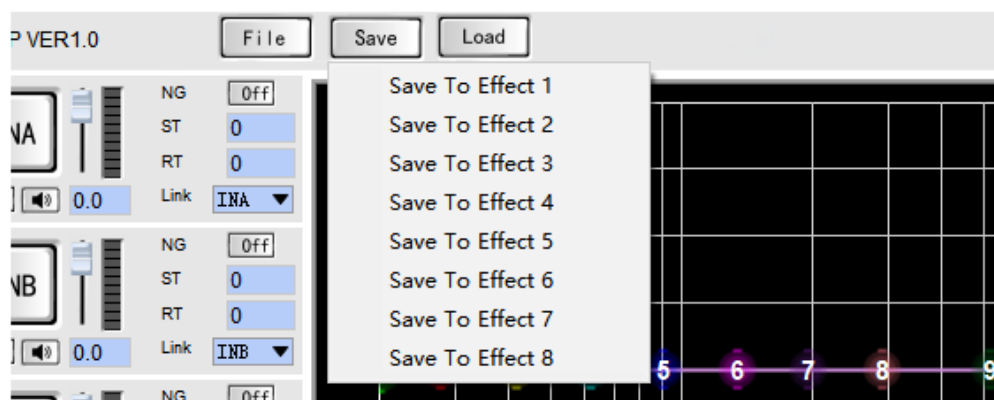 P VER1.0 File Save Load
Save To Effect 1
Save To Effect 2
Save To Effect 3
Save To Effect 4
Save To Effect 5
Save To Effect 6
Save To Effect 7
Save To Effect 8
NA
NG Off
ST 0
RT 0
0.0 Link INA
NB
NG Off
ST 0
RT 0
0.0 Link INB
NG Off
5 6 7 8 9